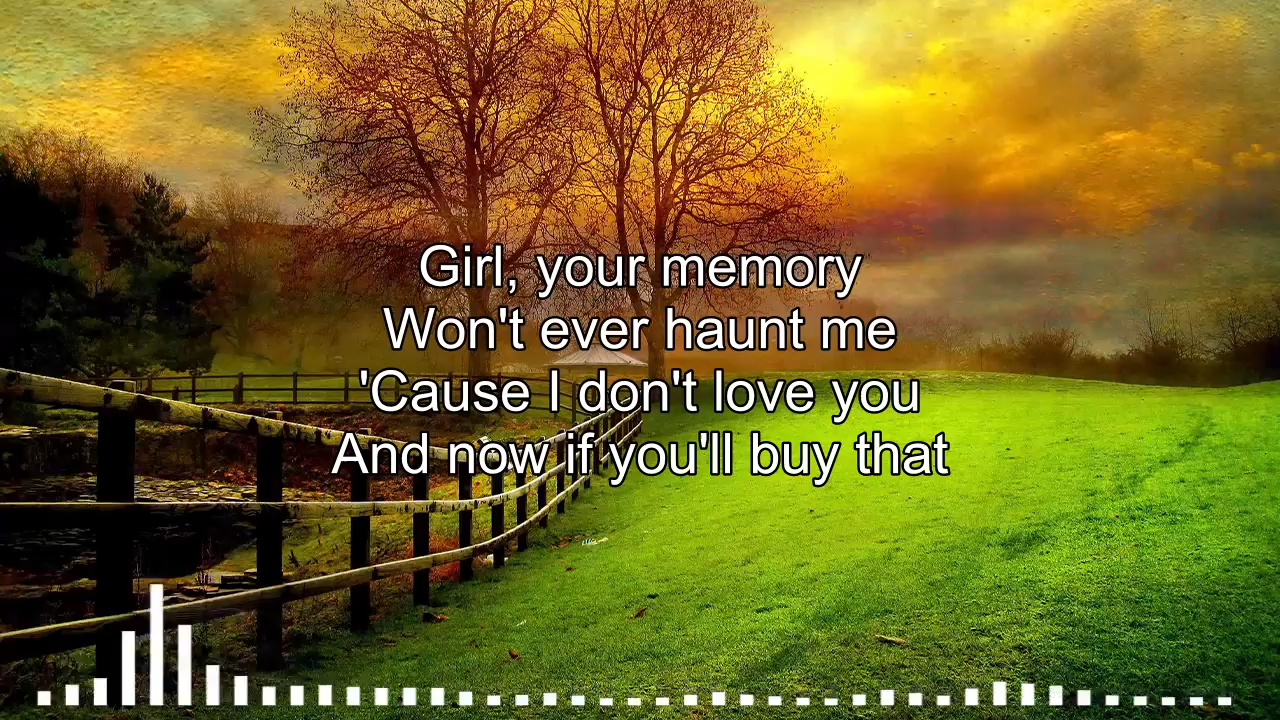 Girl, your memory
Won't ever haunt me
'Cause I don't love you
And now if you'll buy that